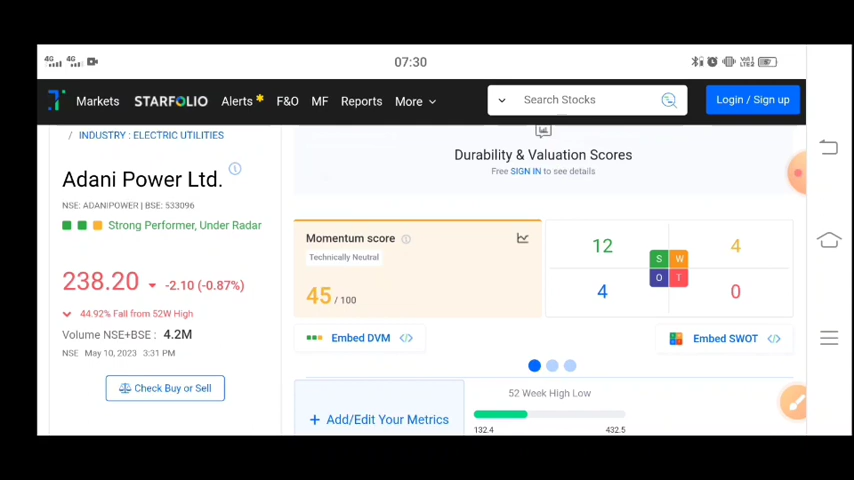 4G 4G 07:30
Markets STARFOLIO Alerts F&O MF Reports More Search Stocks Login / Sign up
/ INDUSTRY : ELECTRIC UTILITIES
Adani Power Ltd.
NSE: ADANIPOWER | BSE: 533096
Strong Performer, Under Radar
238.20 -2.10 (-0.87%)
44.92% Fall from 52W High
Volume NSE+BSE : 4.2M
NSE May 10, 2023 3:31 PM
Check Buy or Sell
Durability & Valuation Scores
Free SIGN IN to see details
Momentum score
Technically Neutral
45 / 100
12 4
S W
O T
4 0
Embed DVM </>
Embed SWOT </>
+ Add/Edit Your Metrics
52 Week High Low
132.4 432.5